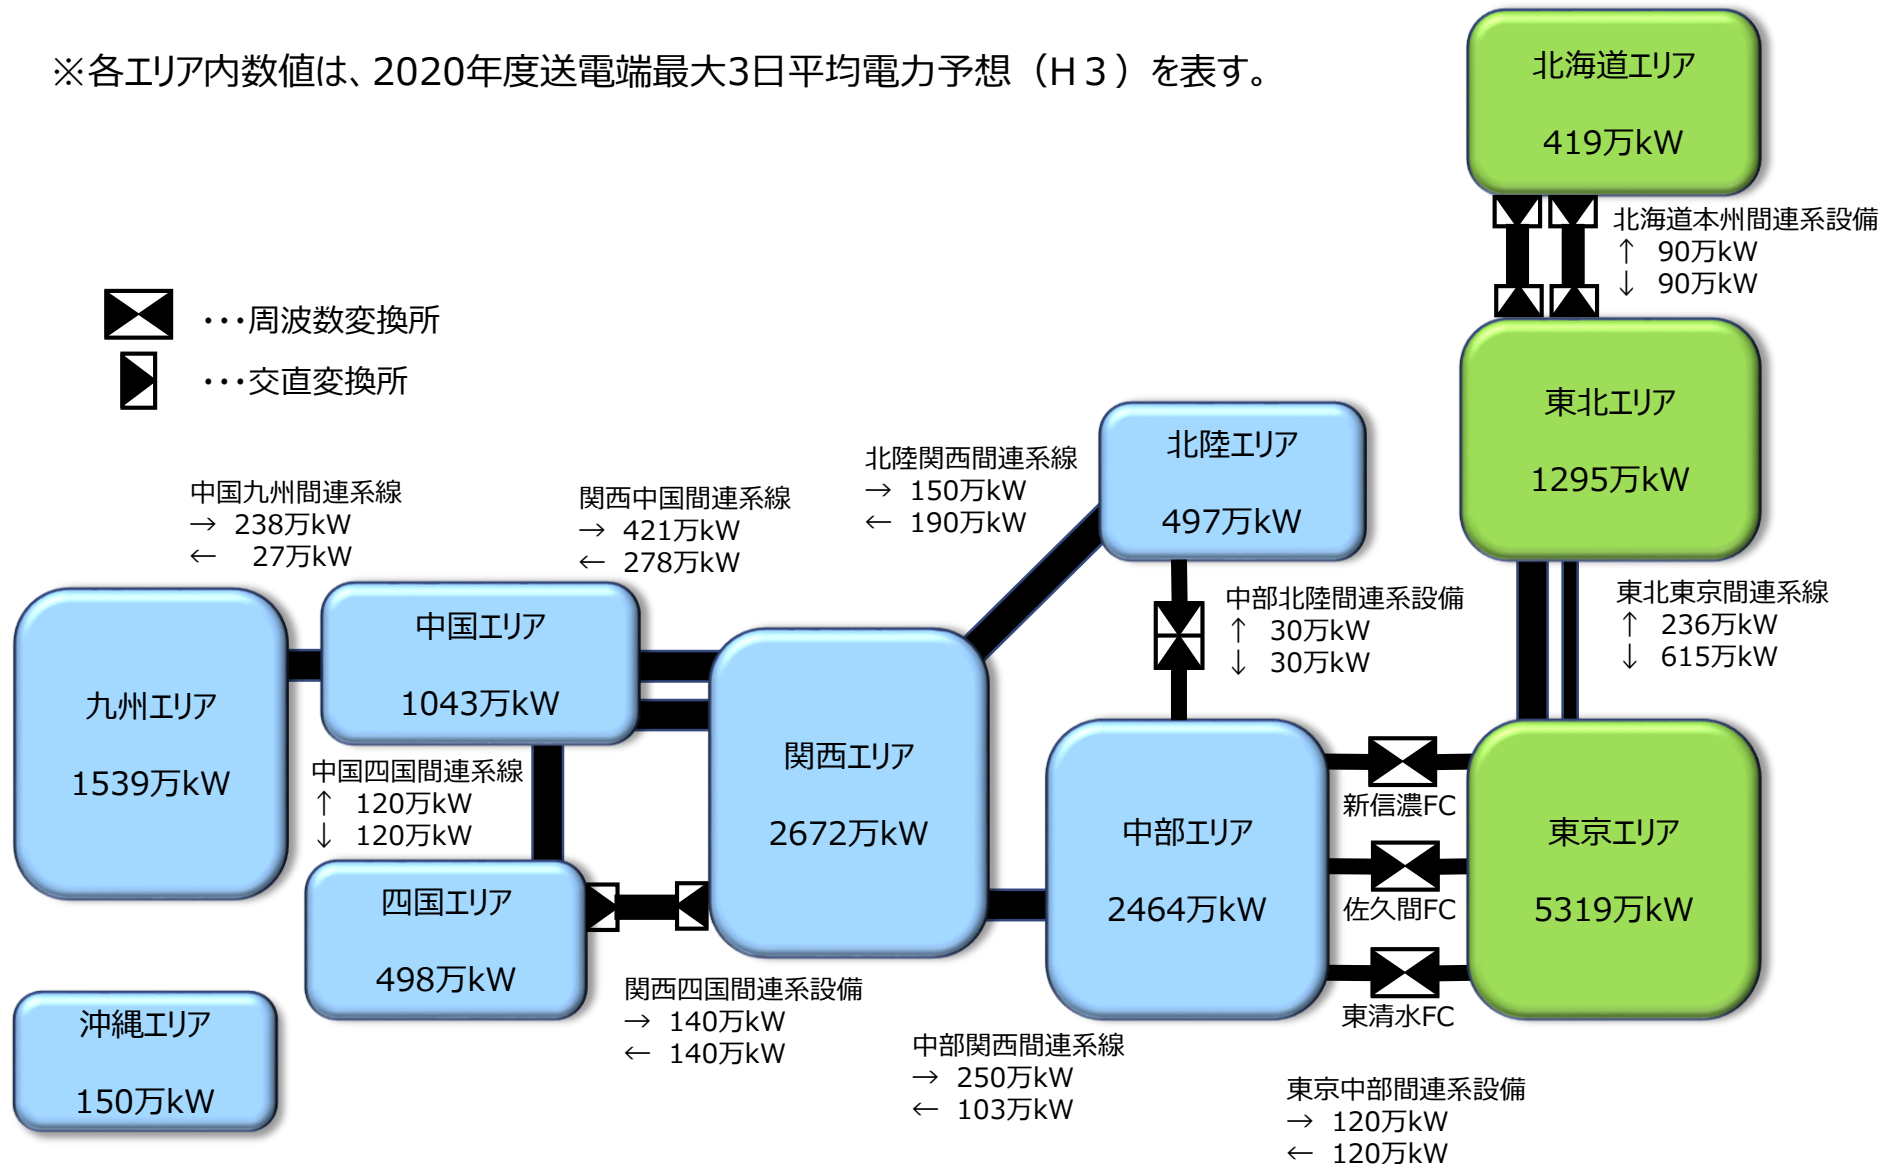 ※各エリア内数値は、2020年度送電端最大3日平均電力予想（H３）を表す。
北海道エリア
419万kW
北海道本州間連系設備
↑ 90万kW
↓ 90万kW
・・・周波数変換所
・・・交直変換所
東北エリア
1295万kW
北陸エリア
497万kW
北陸関西間連系線
→ 150万kW
← 190万kW
中国九州間連系線
→ 238万kW
← 27万kW
関西中国間連系線
→ 421万kW
← 278万kW
中部北陸間連系設備
↑ 30万kW
↓ 30万kW
東北東京間連系線
↑ 236万kW
↓ 615万kW
九州エリア
1539万kW
中国エリア
1043万kW
中国四国間連系線
↑ 120万kW
↓ 120万kW
関西エリア
2672万kW
中部エリア
2464万kW
新信濃FC
佐久間FC
東清水FC
東京エリア
5319万kW
四国エリア
498万kW
関西四国間連系設備
→ 140万kW
← 140万kW
沖縄エリア
150万kW
中部関西間連系線
→ 250万kW
← 103万kW
東京中部間連系設備
→ 120万kW
← 120万kW